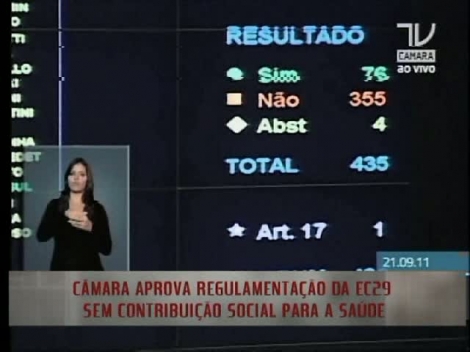 RESULTADO
Sim 76
Não 355
Abst 4
TOTAL 435
Art. 17 1
TV
CÂMARA
AO VIVO
21.09.11
CÂMARA APROVA REGULAMENTAÇÃO DA EC29
SEM CONTRIBUIÇÃO SOCIAL PARA A SAÚDE